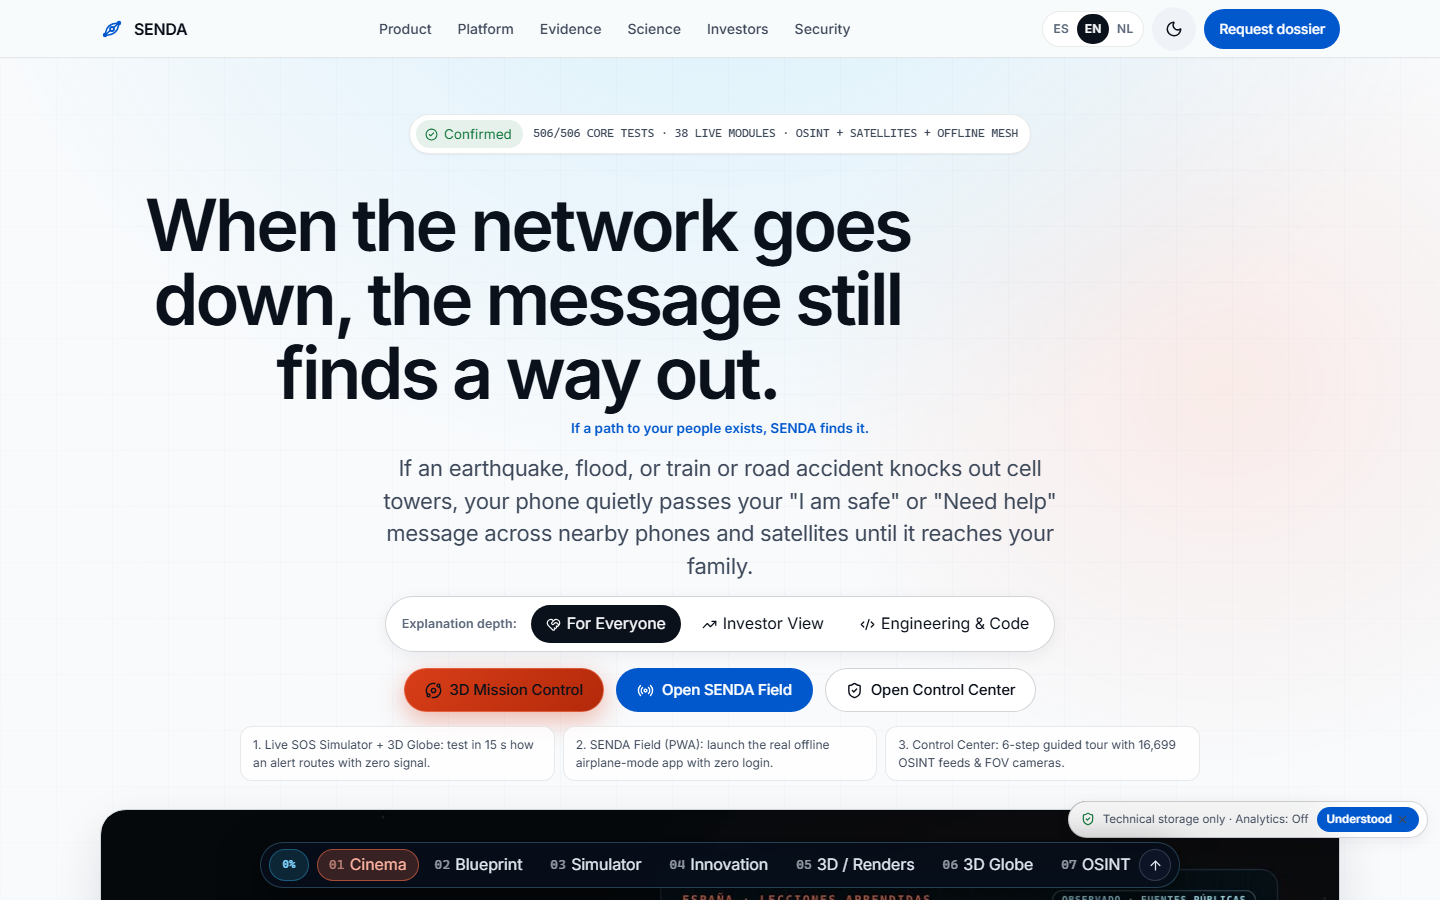 SENDA
Product Platform Evidence Science Investors Security
ES EN NL
Request dossier
Confirmed
506/506 CORE TESTS · 38 LIVE MODULES · OSINT + SATELLITES + OFFLINE MESH
When the network goes
down, the message still
finds a way out.
If a path to your people exists, SENDA finds it.
If an earthquake, flood, or train or road accident knocks out cell
towers, your phone quietly passes your "I am safe" or "Need help"
message across nearby phones and satellites until it reaches your
family.
Explanation depth: For Everyone Investor View Engineering & Code
3D Mission Control Open SENDA Field Open Control Center
1. Live SOS Simulator + 3D Globe: test in 15 s how
an alert routes with zero signal.
2. SENDA Field (PWA): launch the real offline
airplane-mode app with zero login.
3. Control Center: 6-step guided tour with 16,699
OSINT feeds & FOV cameras.
Technical storage only · Analytics: Off Understood
0% 01 Cinema 02 Blueprint 03 Simulator 04 Innovation 05 3D / Renders 06 3D Globe 07 OSINT
ESPAÑA · LECCIONES APRENDIDAS
OBSERVADO · FUENTES PÚBLICAS